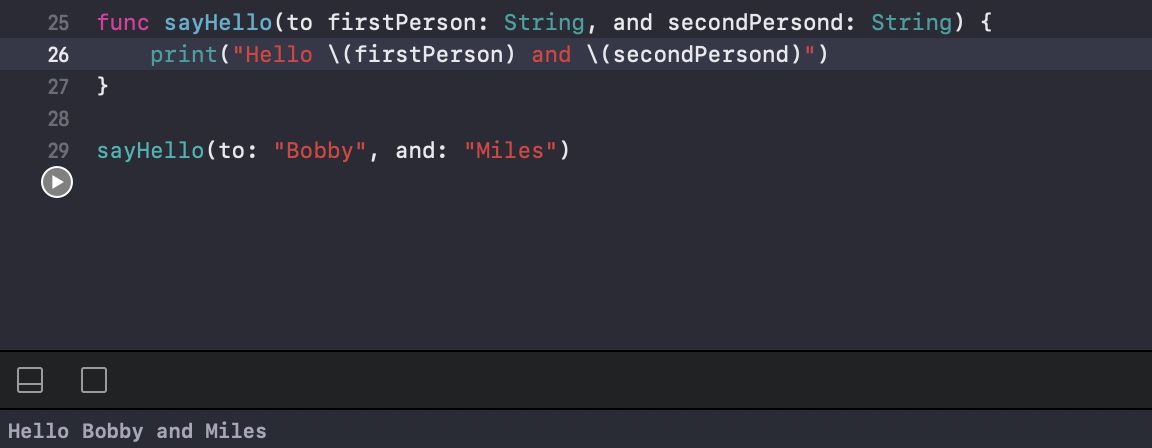 25 func sayHello(to firstPerson: String, and secondPersond: String) {
26     print("Hello \(firstPerson) and \(secondPersond)")
27 }
28
29 sayHello(to: "Bobby", and: "Miles")
Hello Bobby and Miles